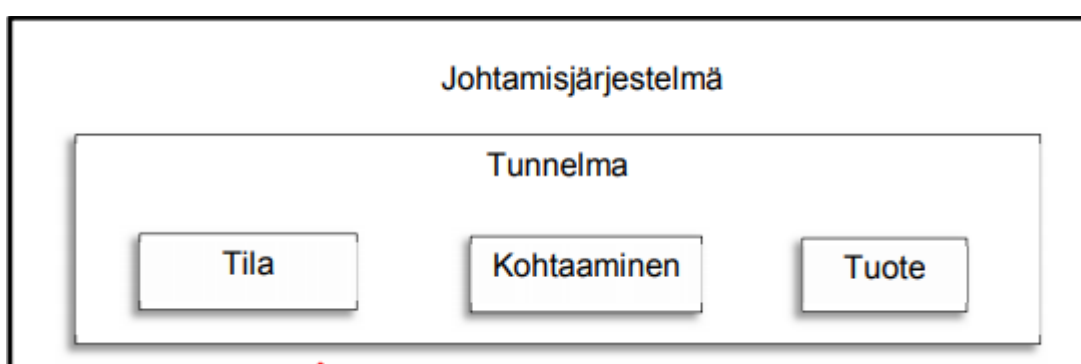 Johtamisjärjestelmä
Tunnelma
Tila
Kohtaaminen
Tuote